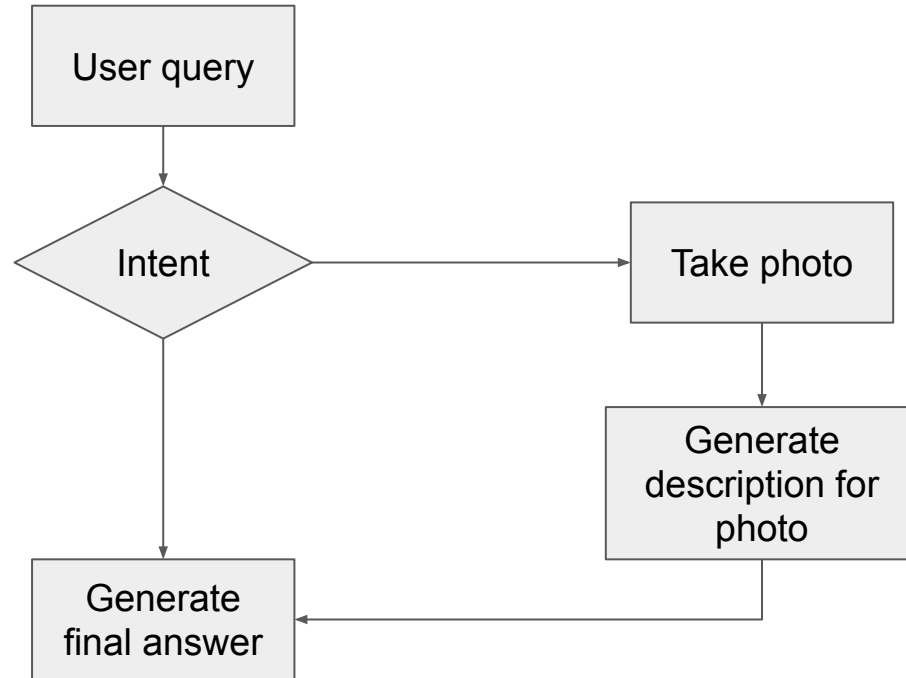 User query
Intent
Take photo
Generate
description for
photo
Generate
final answer